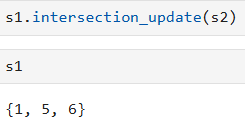 s1.intersection_update(s2)
s1
{1, 5, 6}